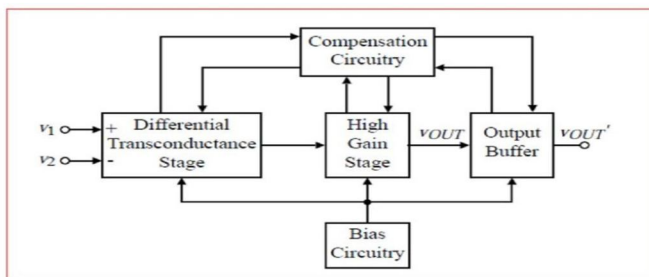 Compensation
Circuitry
v1
+
Differential
Transconductance
Stage
v2
-
High
Gain
Stage
vOUT
Output
Buffer
vOUT'
Bias
Circuitry